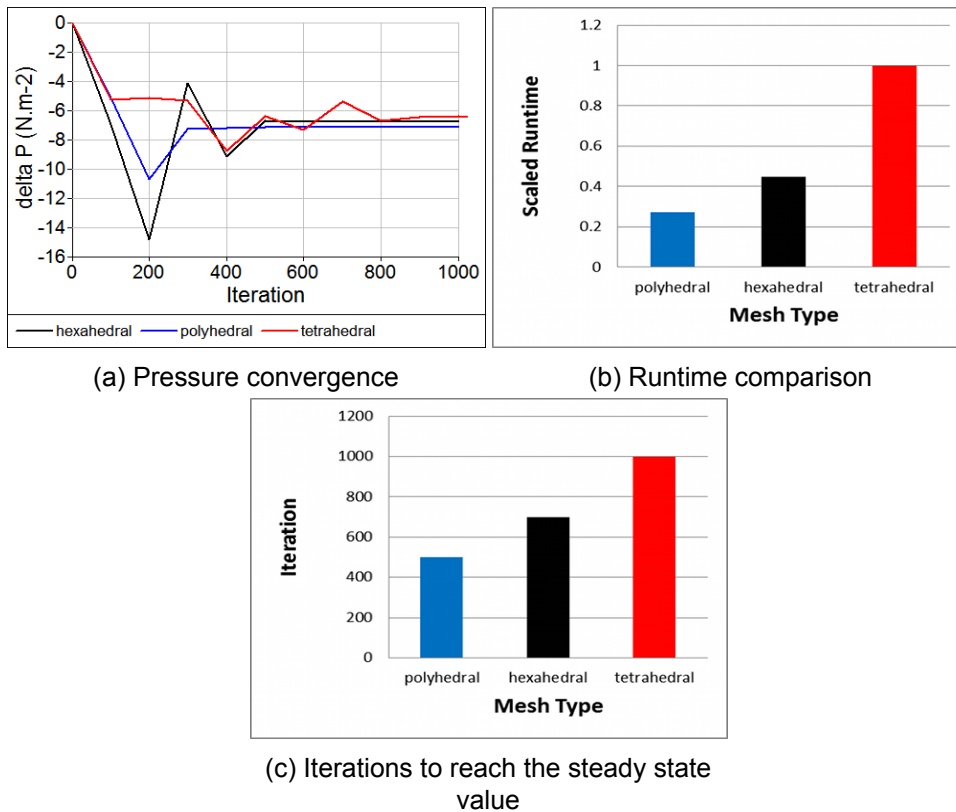 0
-2
-4
-6
-8
-10
-12
-14
-16
delta P (N.m-2)
0 200 400 600 800 1000
Iteration
hexahedral polyhedral tetrahedral
(a) Pressure convergence
1.2
1
0.8
0.6
0.4
0.2
0
Scaled Runtime
polyhedral hexahedral tetrahedral
Mesh Type
(b) Runtime comparison
1200
1000
800
600
400
200
0
Iteration
polyhedral hexahedral tetrahedral
Mesh Type
(c) Iterations to reach the steady state
value